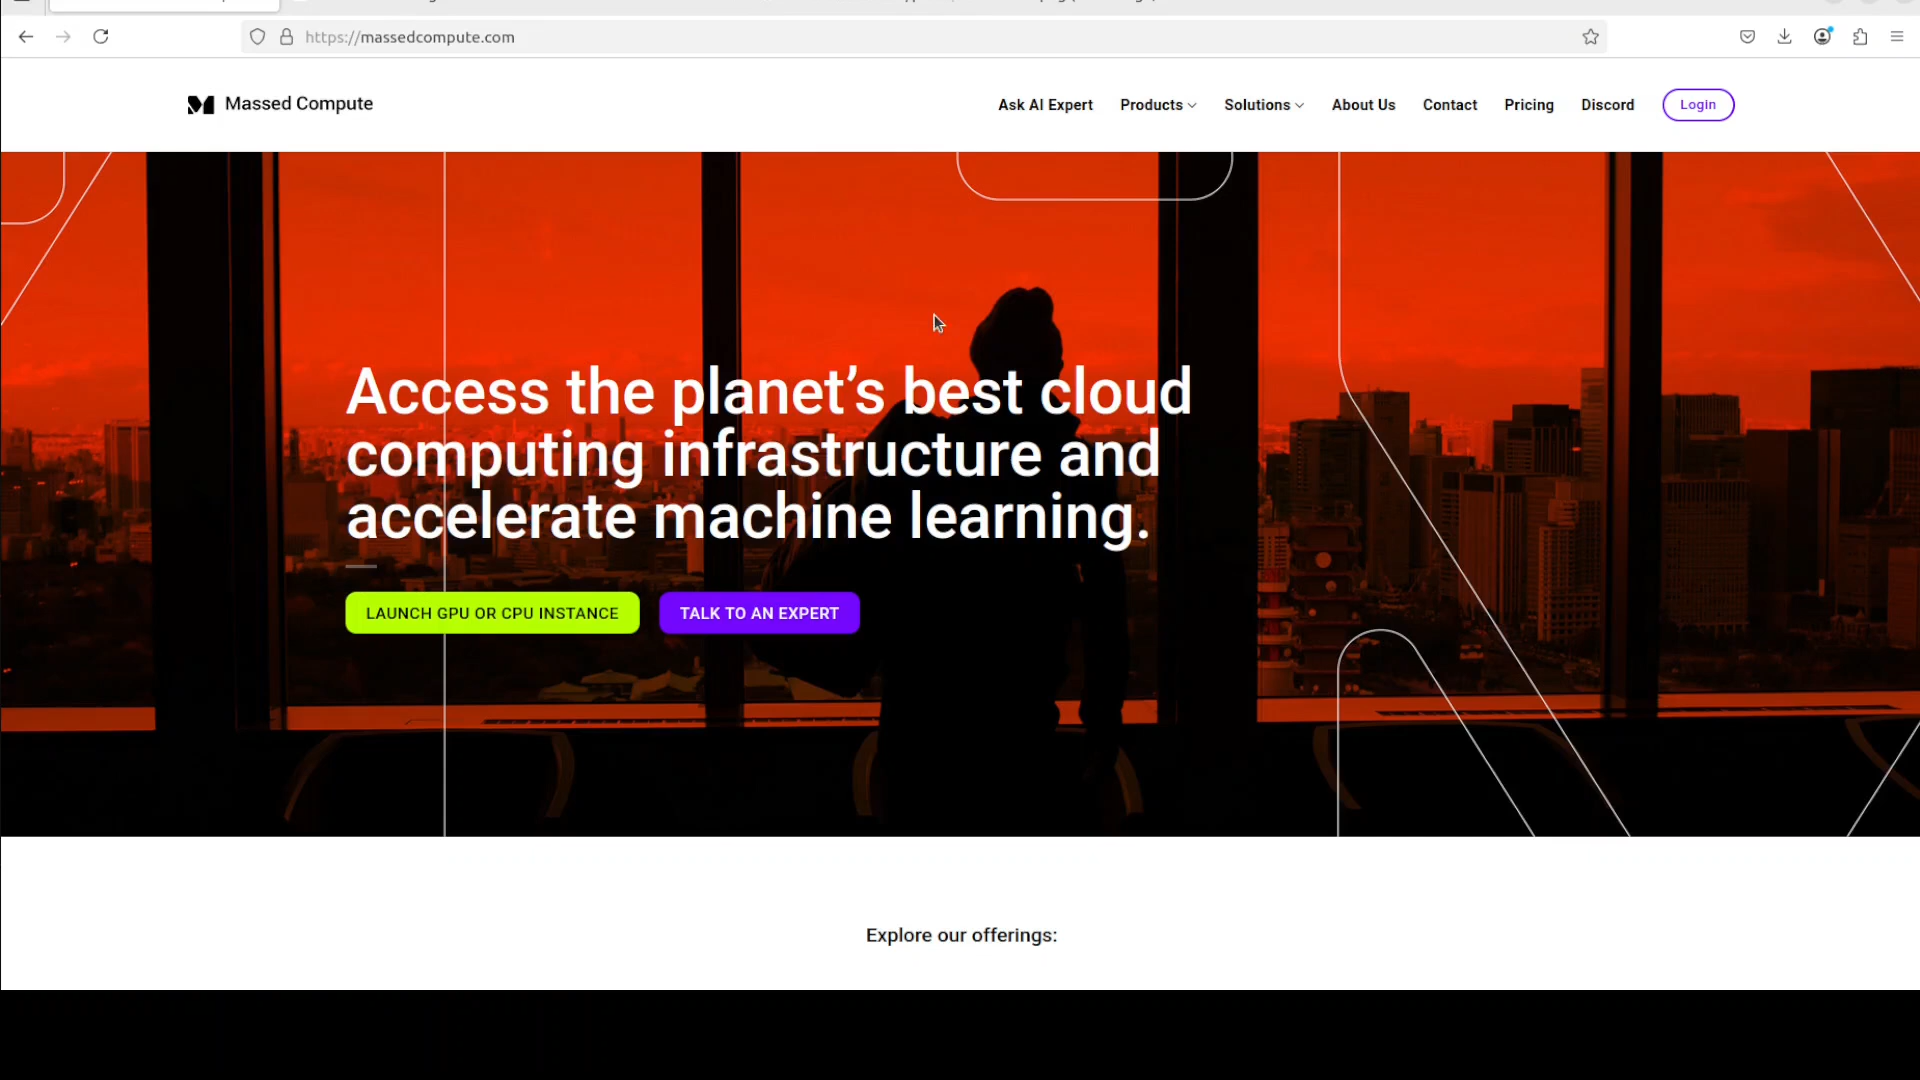 https://massedcompute.com
Massed Compute
Ask AI Expert
Products
Solutions
About Us
Contact
Pricing
Discord
Login
Access the planet’s best cloud
computing infrastructure and
accelerate machine learning.
LAUNCH GPU OR CPU INSTANCE
TALK TO AN EXPERT
Explore our offerings: